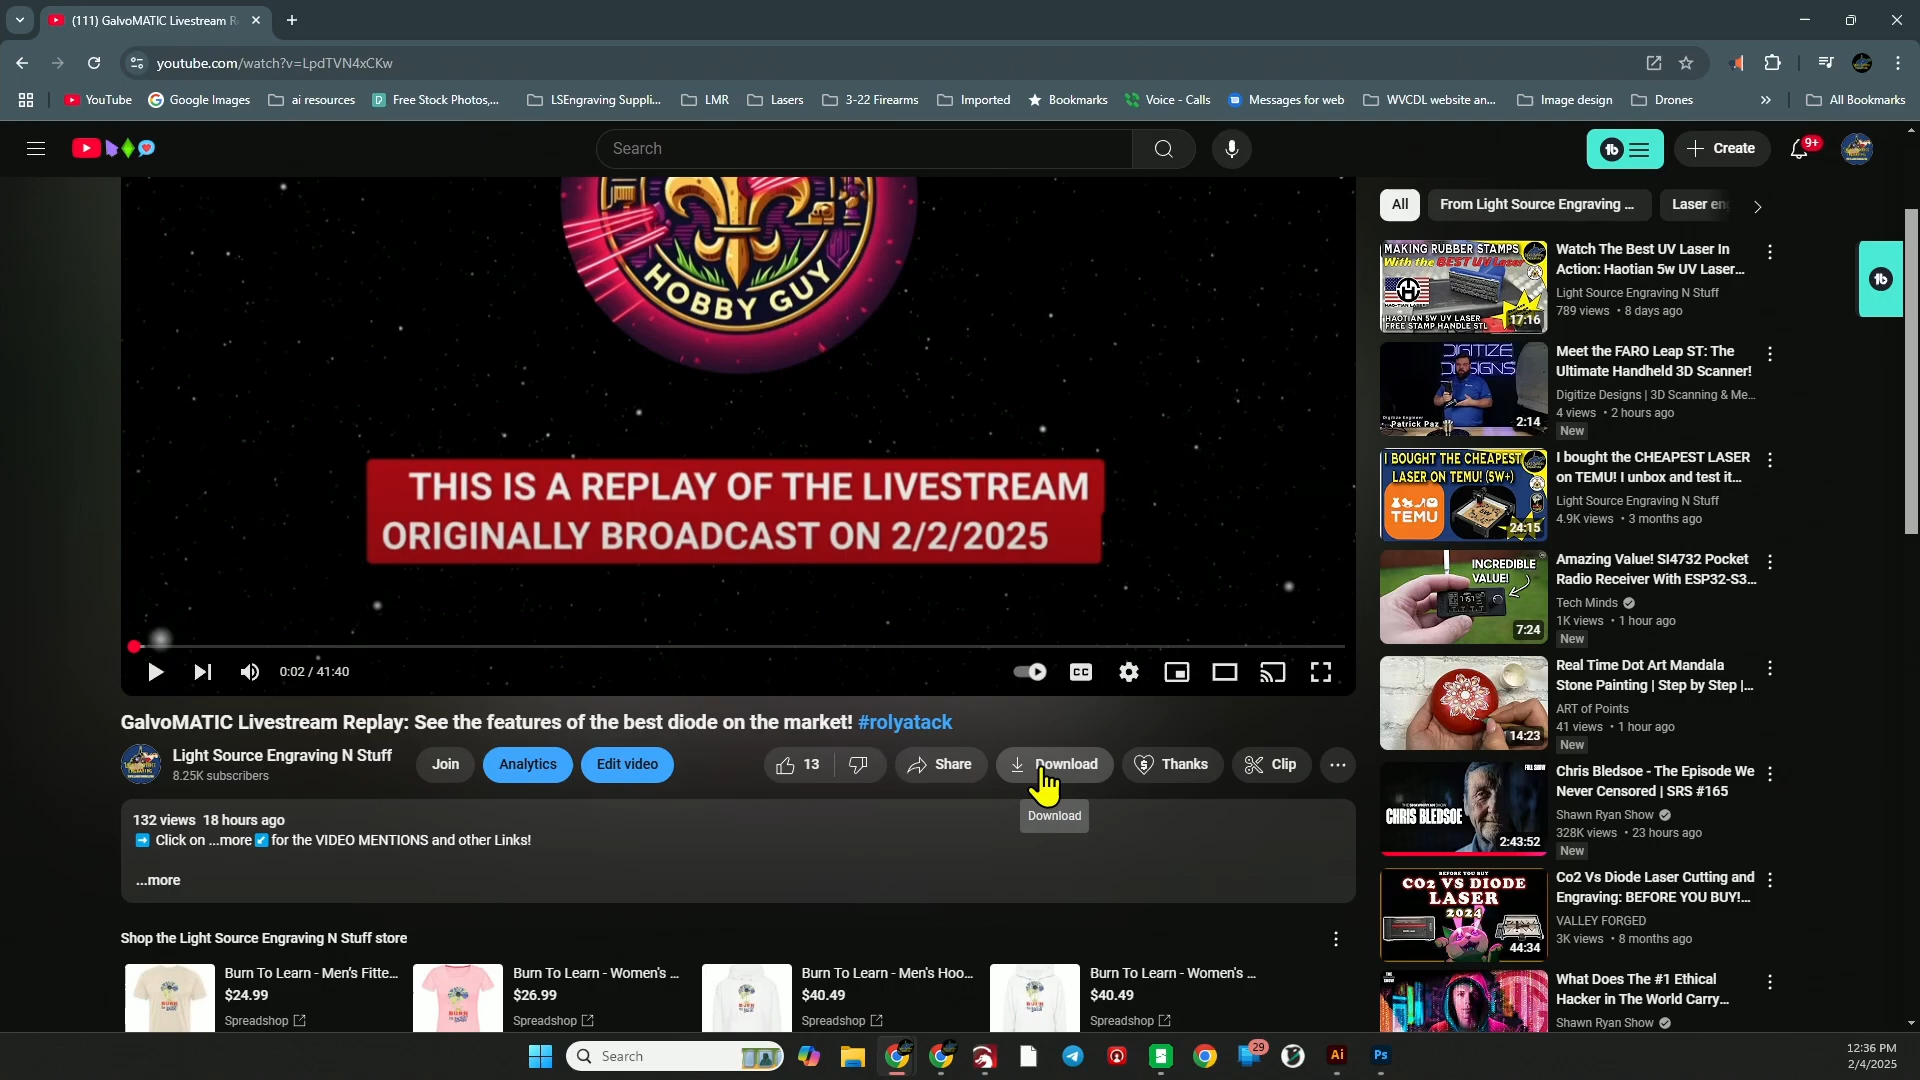 (111) GalvoMATIC Livestream R
youtube.com/watch?v=LpdTVN4xCKw
YouTube
Google Images
ai resources
Free Stock Photos,...
LSEngraving Suppli...
LMR
Lasers
3-22 Firearms
Imported
Bookmarks
Voice - Calls
Messages for web
WVCDL website an...
Image design
Drones
All Bookmarks
Search
Create
9+
HOBBY GUY
THIS IS A REPLAY OF THE LIVESTREAM
ORIGINALLY BROADCAST ON 2/2/2025
0:02 / 41:40
CC
GalvoMATIC Livestream Replay: See the features of the best diode on the market! #rolyatack
Light Source Engraving N Stuff
8.25K subscribers
Join
Analytics
Edit video
13
Share
Download
Thanks
Clip
Download
132 views 18 hours ago
Click on ...more for the VIDEO MENTIONS and other Links!
...more
Shop the Light Source Engraving N Stuff store
Burn To Learn - Men's Fitte...
$24.99
Spreadshop
Burn To Learn - Women's ...
$26.99
Spreadshop
Burn To Learn - Men's Hoo...
$40.49
Spreadshop
Burn To Learn - Women's ...
$40.49
Spreadshop
All
From Light Source Engraving ...
Laser en
MAKING RUBBER STAMPS
With the BEST UV Laser
HAOTIAN 5W UV LASER
FREE STAMP HANDLE STL
17:16
Watch The Best UV Laser In
Action: Haotian 5w UV Laser...
Light Source Engraving N Stuff
789 views • 8 days ago
DIGITIZE
DESIGNS
Patrick Paz
2:14
Meet the FARO Leap ST: The
Ultimate Handheld 3D Scanner!
Digitize Designs | 3D Scanning & Me...
4 views • 2 hours ago
New
I BOUGHT THE CHEAPEST
LASER ON TEMU! (5W+)
TEMU
24:15
I bought the CHEAPEST LASER
on TEMU! I unbox and test it...
Light Source Engraving N Stuff
4.9K views • 3 months ago
INCREDIBLE
VALUE!
7:24
Amazing Value! SI4732 Pocket
Radio Receiver With ESP32-S3...
Tech Minds
1K views • 1 hour ago
New
14:23
Real Time Dot Art Mandala
Stone Painting | Step by Step |...
ART of Points
41 views • 1 hour ago
New
CHRIS BLEDSOE
2:43:52
Chris Bledsoe - The Episode We
Never Censored | SRS #165
Shawn Ryan Show
328K views • 23 hours ago
New
BEFORE YOU BUY
CO2 VS DIODE
LASER
2024
44:34
Co2 Vs Diode Laser Cutting and
Engraving: BEFORE YOU BUY!...
VALLEY FORGED
3K views • 8 months ago
What Does The #1 Ethical
Hacker in The World Carry...
Shawn Ryan Show
Search
29
Ai
Ps
12:36 PM
2/4/2025